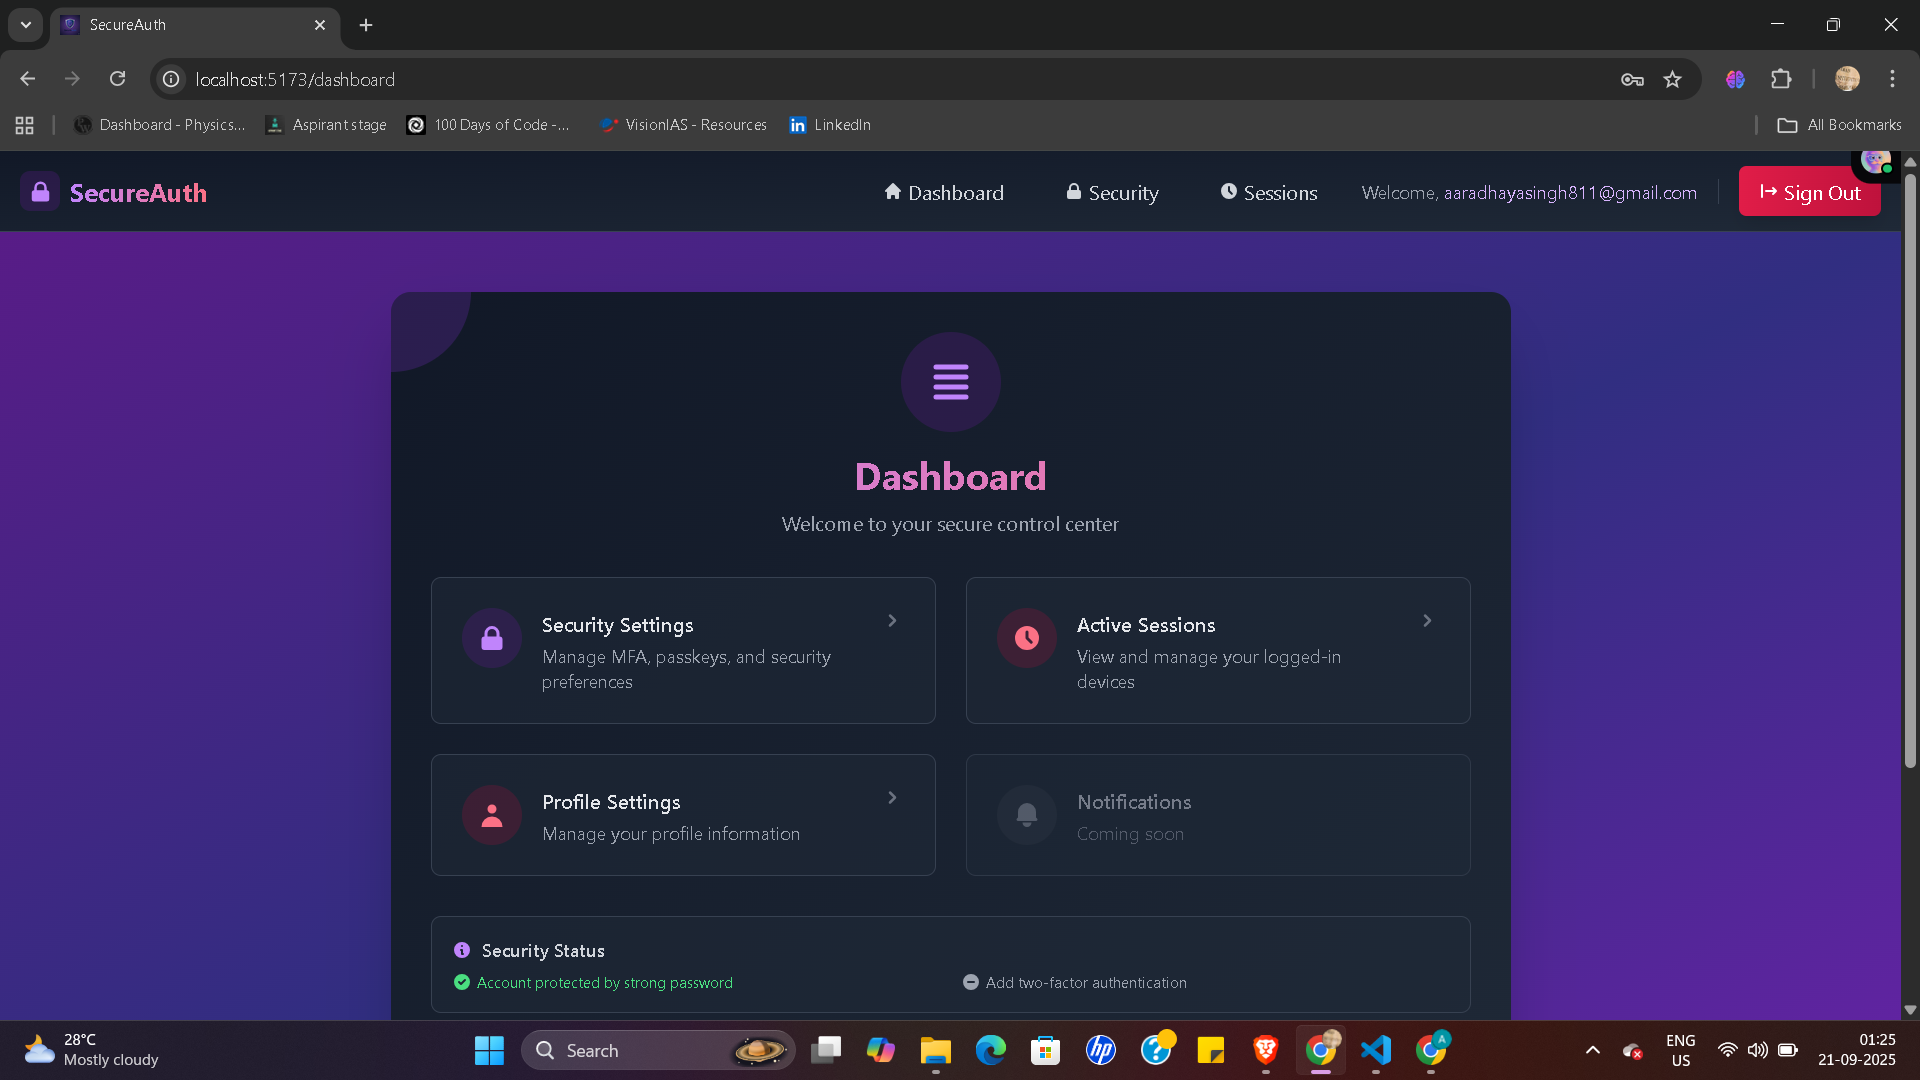 SecureAuth
localhost:5173/dashboard
Dashboard - Physics...
Aspirant stage
100 Days of Code -...
VisionIAS - Resources
in
LinkedIn
All Bookmarks
SecureAuth
Dashboard
Security
Sessions
Welcome, aaradhayasingh811@gmail.com
Sign Out
Dashboard
Welcome to your secure control center
Security Settings
Manage MFA, passkeys, and security
preferences
Active Sessions
View and manage your logged-in
devices
Profile Settings
Manage your profile information
Notifications
Coming soon
Security Status
Account protected by strong password
Add two-factor authentication
28°C
Mostly cloudy
Search
hp
A
ENG
US
01:25
21-09-2025